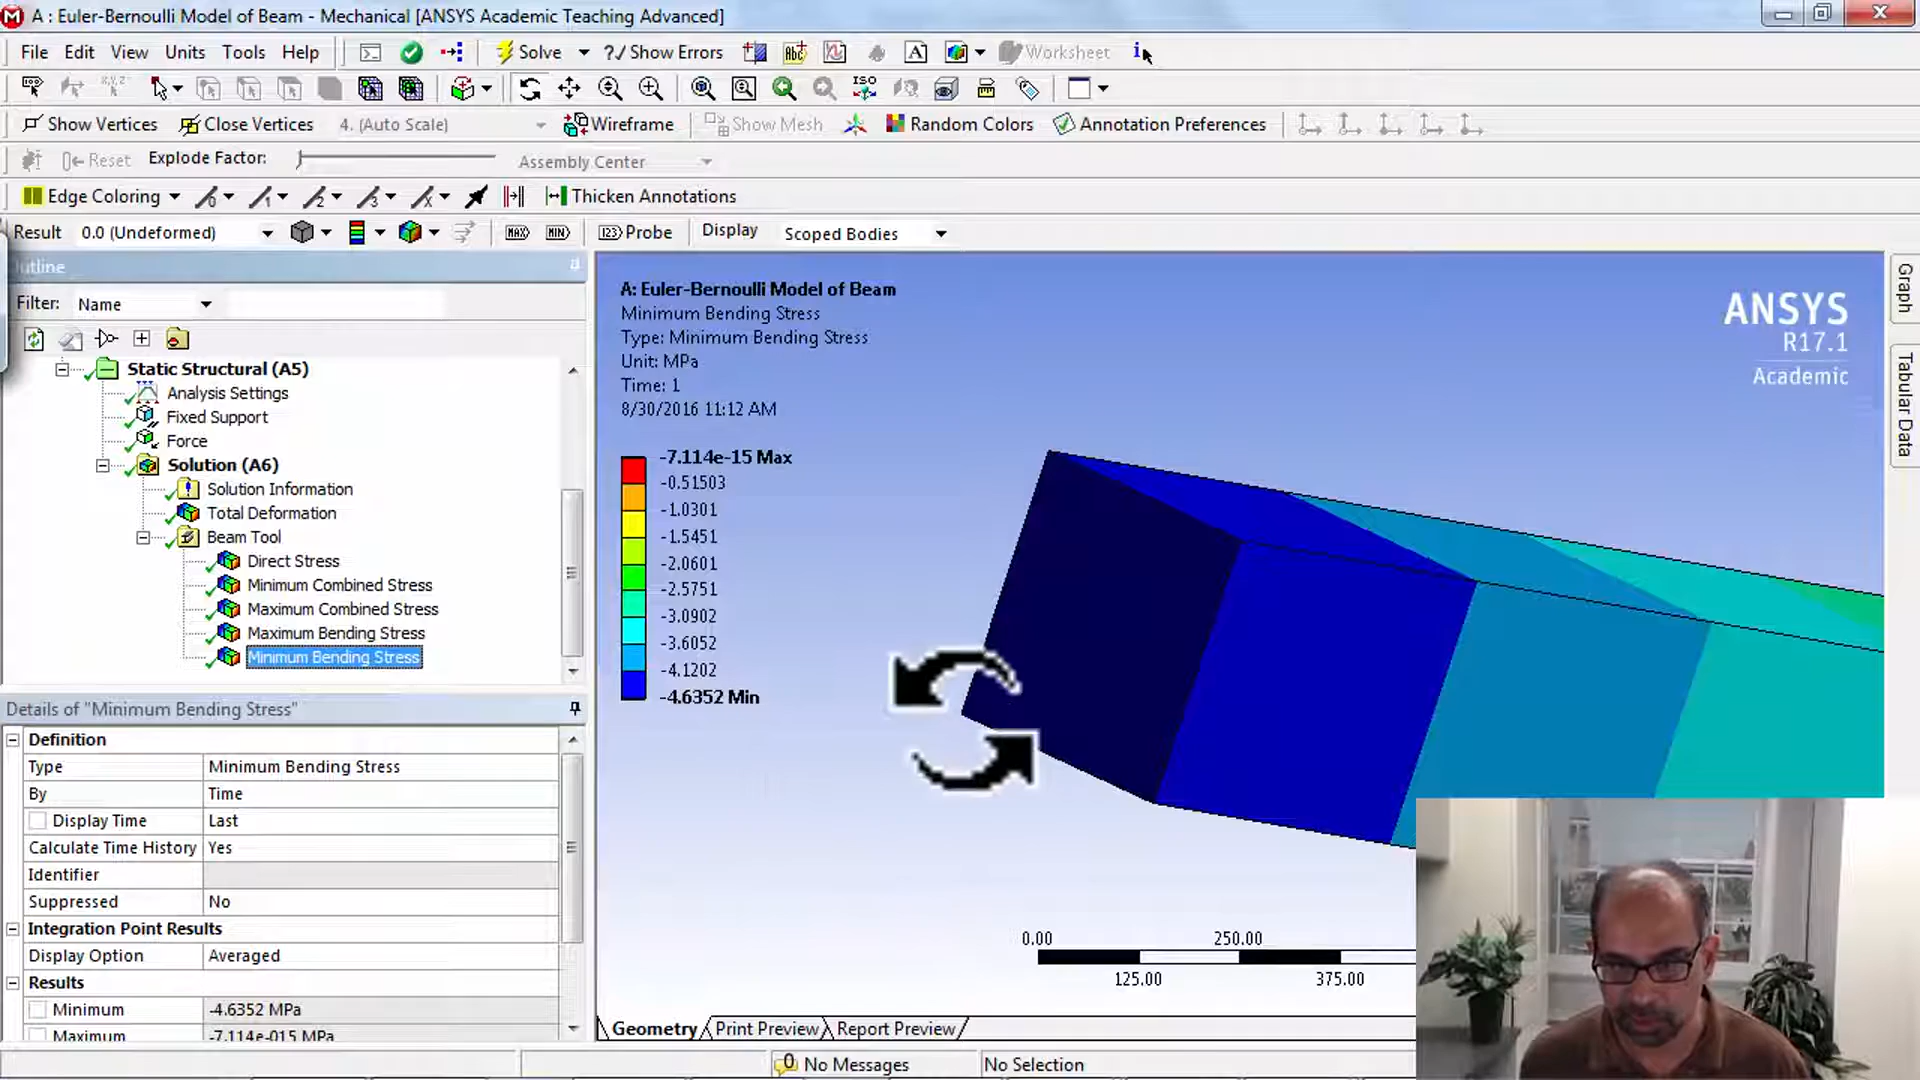 A : Euler-Bernoulli Model of Beam - Mechanical [ANSYS Academic Teaching Advanced]
File Edit View Units Tools Help Solve ?/ Show Errors Worksheet
Show Vertices Close Vertices 4. (Auto Scale) Wireframe Show Mesh Random Colors Annotation Preferences
Reset Explode Factor: Assembly Center
Edge Coloring Thicken Annotations
Result 0.0 (Undeformed) MAX MIN Probe Display Scoped Bodies
utline
Filter: Name
Static Structural (A5)
Analysis Settings
Fixed Support
Force
Solution (A6)
Solution Information
Total Deformation
Beam Tool
Direct Stress
Minimum Combined Stress
Maximum Combined Stress
Maximum Bending Stress
Minimum Bending Stress
Details of "Minimum Bending Stress"
Definition
Type Minimum Bending Stress
By Time
Display Time Last
Calculate Time History Yes
Identifier
Suppressed No
Integration Point Results
Display Option Averaged
Results
Minimum -4.6352 MPa
Maximum -7.114e-015 MPa
A: Euler-Bernoulli Model of Beam
Minimum Bending Stress
Type: Minimum Bending Stress
Unit: MPa
Time: 1
8/30/2016 11:12 AM
-7.114e-15 Max
-0.51503
-1.0301
-1.5451
-2.0601
-2.5751
-3.0902
-3.6052
-4.1202
-4.6352 Min
ANSYS
R17.1
Academic
Graph
Tabular Data
0.00 250.00
125.00 375.00
Geometry Print Preview Report Preview
No Messages No Selection